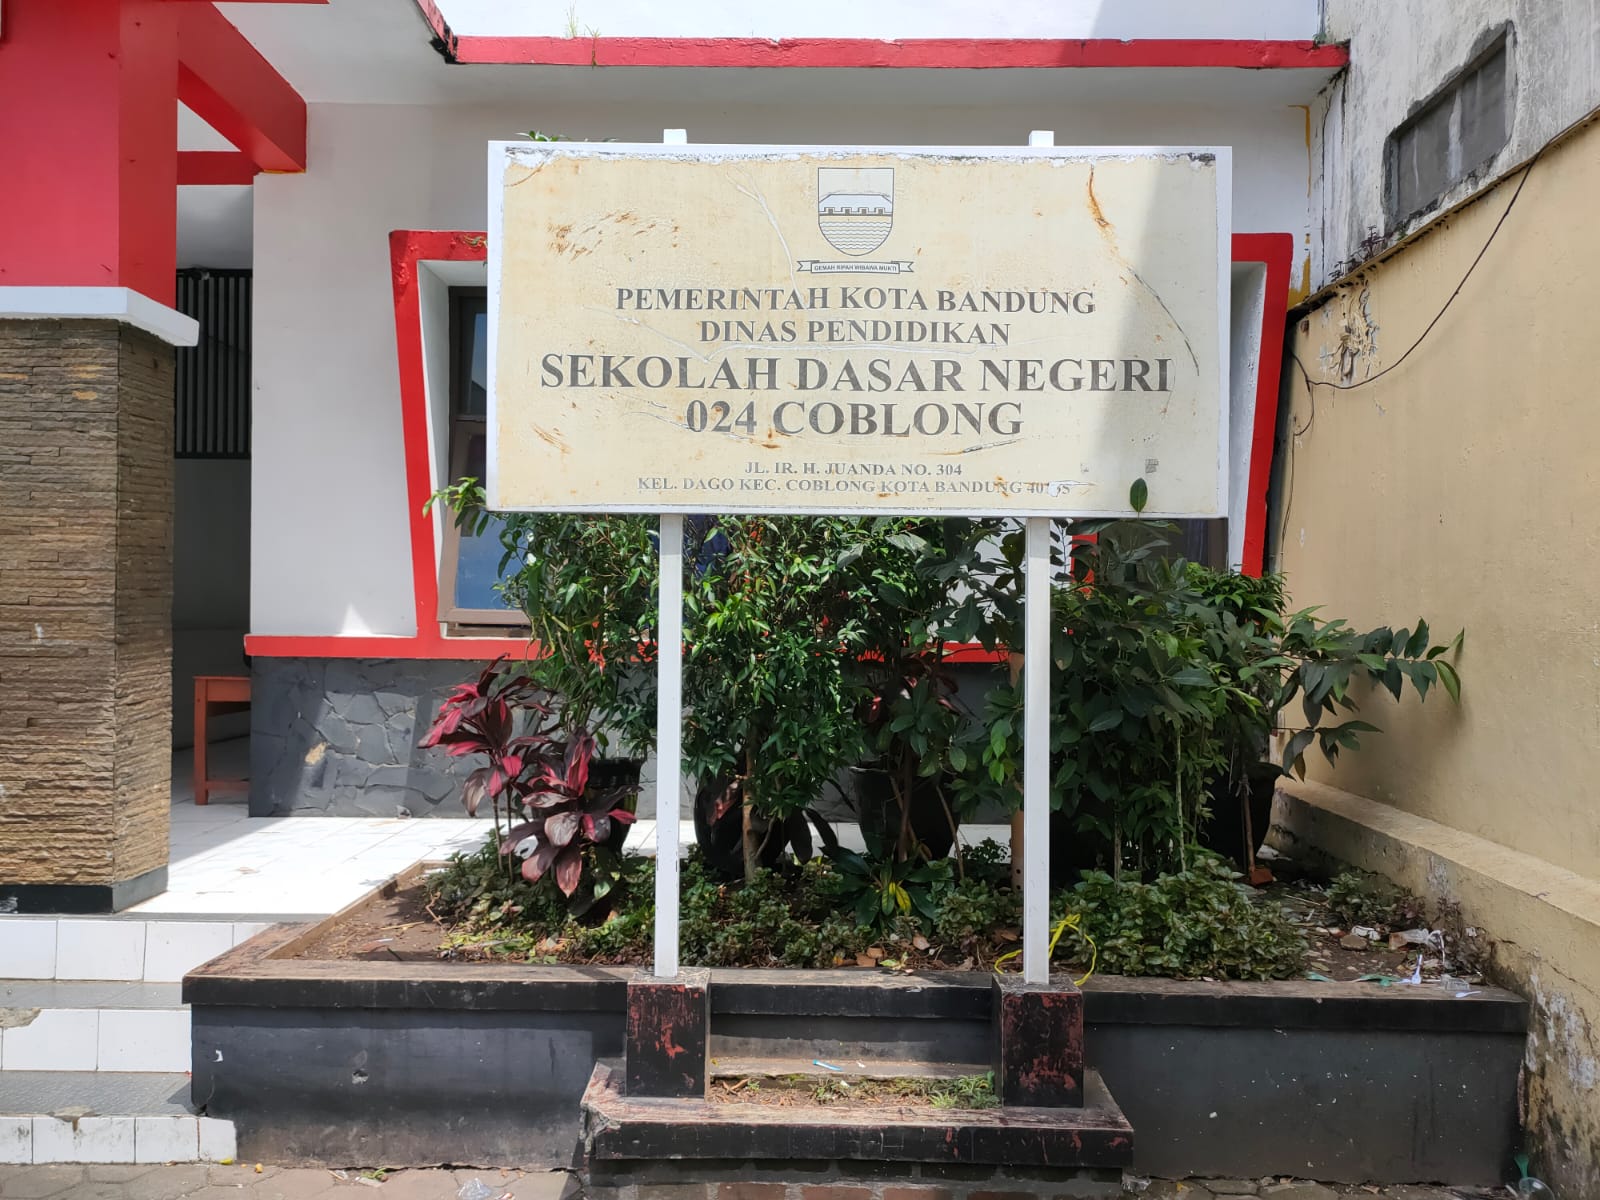 GEMAH RIPAH WIBAWA MUKTI
PEMERINTAH KOTA BANDUNG
DINAS PENDIDIKAN
SEKOLAH DASAR NEGERI
024 COBLONG
JL. IR. H. JUANDA NO. 304
KEL. DAGO KEC. COBLONG KOTA BANDUNG